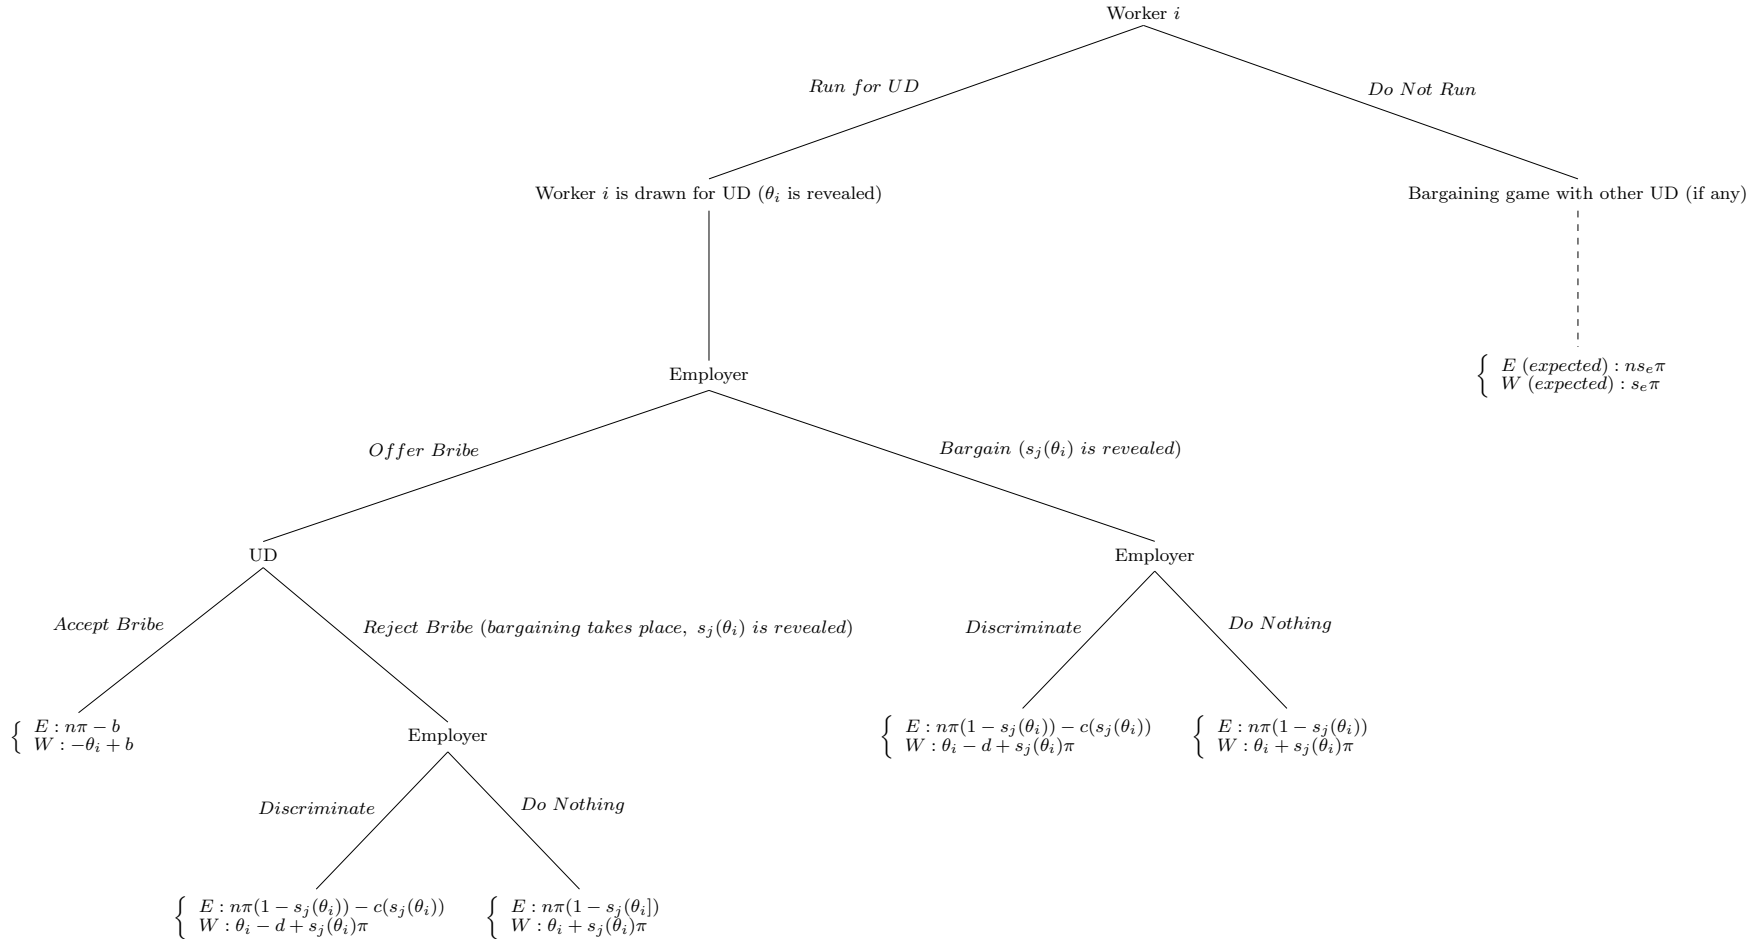 Worker i
Run for UD
Do Not Run
Worker i is drawn for UD (θ_i is revealed)
Bargaining game with other UD (if any)
Employer
{ E (expected) : ns_eπ
W (expected) : s_eπ
Offer Bribe
Bargain (s_j(θ_i) is revealed)
UD
Employer
Accept Bribe
Reject Bribe (bargaining takes place, s_j(θ_i) is revealed)
Discriminate
Do Nothing
{ E : nπ − b
W : −θ_i + b
Employer
{ E : nπ(1 − s_j(θ_i)) − c(s_j(θ_i))
W : θ_i − d + s_j(θ_i)π
{ E : nπ(1 − s_j(θ_i))
W : θ_i + s_j(θ_i)π
Discriminate
Do Nothing
{ E : nπ(1 − s_j(θ_i)) − c(s_j(θ_i))
W : θ_i − d + s_j(θ_i)π
{ E : nπ(1 − s_j(θ_i])
W : θ_i + s_j(θ_i)π